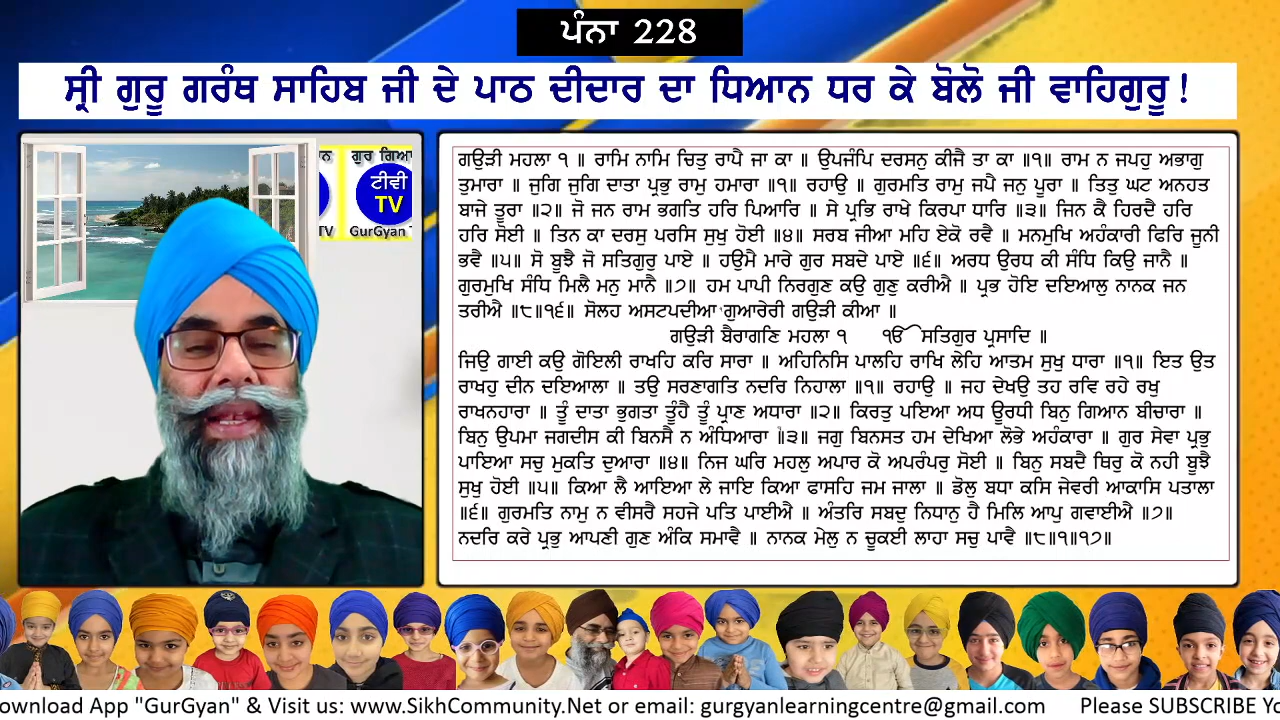 ਪੰਨਾ 228
ਸ੍ਰੀ ਗੁਰੂ ਗਰੰਥ ਸਾਹਿਬ ਜੀ ਦੇ ਪਾਠ ਦੀਦਾਰ ਦਾ ਧਿਆਨ ਧਰ ਕੇ ਬੋਲੋ ਜੀ ਵਾਹਿਗੁਰੂ!
ਗੁਰ ਗਿਆ
ਟੀਵੀ
TV
TV GurGyan
ਗਉੜੀ ਮਹਲਾ ੧ ॥ ਰਾਮਿ ਨਾਮਿ ਚਿਤੁ ਰਾਪੈ ਜਾ ਕਾ ॥ ਉਪਜੰਪਿ ਦਰਸਨੁ ਕੀਜੈ ਤਾ ਕਾ ॥੧॥ ਰਾਮ ਨ ਜਪਹੁ ਅਭਾਗੁ
ਤੁਮਾਰਾ ॥ ਜੁਗਿ ਜੁਗਿ ਦਾਤਾ ਪ੍ਰਭੁ ਰਾਮੁ ਹਮਾਰਾ ॥੧॥ ਰਹਾਉ ॥ ਗੁਰਮਤਿ ਰਾਮੁ ਜਪੈ ਜਨੁ ਪੂਰਾ ॥ ਤਿਤੁ ਘਟ ਅਨਹਤ
ਬਾਜੇ ਤੂਰਾ ॥੨॥ ਜੋ ਜਨ ਰਾਮ ਭਗਤਿ ਹਰਿ ਪਿਆਰਿ ॥ ਸੇ ਪ੍ਰਭਿ ਰਾਖੇ ਕਿਰਪਾ ਧਾਰਿ ॥੩॥ ਜਿਨ ਕੈ ਹਿਰਦੈ ਹਰਿ
ਹਰਿ ਸੋਈ ॥ ਤਿਨ ਕਾ ਦਰਸੁ ਪਰਸਿ ਸੁਖੁ ਹੋਈ ॥੪॥ ਸਰਬ ਜੀਆ ਮਹਿ ਏਕੋ ਰਵੈ ॥ ਮਨਮੁਖਿ ਅਹੰਕਾਰੀ ਫਿਰਿ ਜੂਨੀ
ਭਵੈ ॥੫॥ ਸੋ ਬੂਝੈ ਜੋ ਸਤਿਗੁਰੁ ਪਾਏ ॥ ਹਉਮੈ ਮਾਰੇ ਗੁਰ ਸਬਦੇ ਪਾਏ ॥੬॥ ਅਰਧ ਉਰਧ ਕੀ ਸੰਧਿ ਕਿਉ ਜਾਨੈ ॥
ਗੁਰਮੁਖਿ ਸੰਧਿ ਮਿਲੈ ਮਨੁ ਮਾਨੈ ॥੭॥ ਹਮ ਪਾਪੀ ਨਿਰਗੁਣ ਕਉ ਗੁਣੁ ਕਰੀਐ ॥ ਪ੍ਰਭ ਹੋਇ ਦਇਆਲੁ ਨਾਨਕ ਜਨ
ਤਰੀਐ ॥੮॥੧੬॥ ਸੋਲਹ ਅਸਟਪਦੀਆ ਗੁਆਰੇਰੀ ਗਉੜੀ ਕੀਆ ॥
ਗਉੜੀ ਬੈਰਾਗਣਿ ਮਹਲਾ ੧ ੴ ਸਤਿਗੁਰ ਪ੍ਰਸਾਦਿ ॥
ਜਿਉ ਗਾਈ ਕਉ ਗੋਇਲੀ ਰਾਖਹਿ ਕਰਿ ਸਾਰਾ ॥ ਅਹਿਨਿਸਿ ਪਾਲਹਿ ਰਾਖਿ ਲੇਹਿ ਆਤਮ ਸੁਖੁ ਧਾਰਾ ॥੧॥ ਇਤ ਉਤ
ਰਾਖਹੁ ਦੀਨ ਦਇਆਲਾ ॥ ਤਉ ਸਰਣਾਗਤਿ ਨਦਰਿ ਨਿਹਾਲਾ ॥੧॥ ਰਹਾਉ ॥ ਜਹ ਦੇਖਉ ਤਹ ਰਵਿ ਰਹੇ ਰਖੁ
ਰਾਖਨਹਾਰਾ ॥ ਤੂੰ ਦਾਤਾ ਭੁਗਤਾ ਤੂੰਹੈ ਤੂੰ ਪ੍ਰਾਣ ਅਧਾਰਾ ॥੨॥ ਕਿਰਤੁ ਪਇਆ ਅਧ ਊਰਧੀ ਬਿਨੁ ਗਿਆਨ ਬੀਚਾਰਾ ॥
ਬਿਨੁ ਉਪਮਾ ਜਗਦੀਸ ਕੀ ਬਿਨਸੈ ਨ ਅੰਧਿਆਰਾ ॥੩॥ ਜਗੁ ਬਿਨਸਤ ਹਮ ਦੇਖਿਆ ਲੋਭੇ ਅਹੰਕਾਰਾ ॥ ਗੁਰ ਸੇਵਾ ਪ੍ਰਭੁ
ਪਾਇਆ ਸਚੁ ਮੁਕਤਿ ਦੁਆਰਾ ॥੪॥ ਨਿਜ ਘਰਿ ਮਹਲੁ ਅਪਾਰ ਕੋ ਅਪਰੰਪਰੁ ਸੋਈ ॥ ਬਿਨੁ ਸਬਦੈ ਥਿਰੁ ਕੋ ਨਹੀ ਬੂਝੈ
ਸੁਖੁ ਹੋਈ ॥੫॥ ਕਿਆ ਲੈ ਆਇਆ ਲੇ ਜਾਇ ਕਿਆ ਫਾਸਹਿ ਜਮ ਜਾਲਾ ॥ ਡੋਲੁ ਬਧਾ ਕਸਿ ਜੇਵਰੀ ਆਕਾਸਿ ਪਤਾਲਾ
॥੬॥ ਗੁਰਮਤਿ ਨਾਮੁ ਨ ਵੀਸਰੈ ਸਹਜੇ ਪਤਿ ਪਾਈਐ ॥ ਅੰਤਰਿ ਸਬਦੁ ਨਿਧਾਨੁ ਹੈ ਮਿਲਿ ਆਪੁ ਗਵਾਈਐ ॥੭॥
ਨਦਰਿ ਕਰੇ ਪ੍ਰਭੁ ਆਪਣੀ ਗੁਣ ਅੰਕਿ ਸਮਾਵੈ ॥ ਨਾਨਕ ਮੇਲੁ ਨ ਚੂਕਈ ਲਾਹਾ ਸਚੁ ਪਾਵੈ ॥੮॥੧॥੧੭॥
ownload App "GurGyan" & Visit us: www.SikhCommunity.Net or email: gurgyanlearningcentre@gmail.com Please SUBSCRIBE Yo